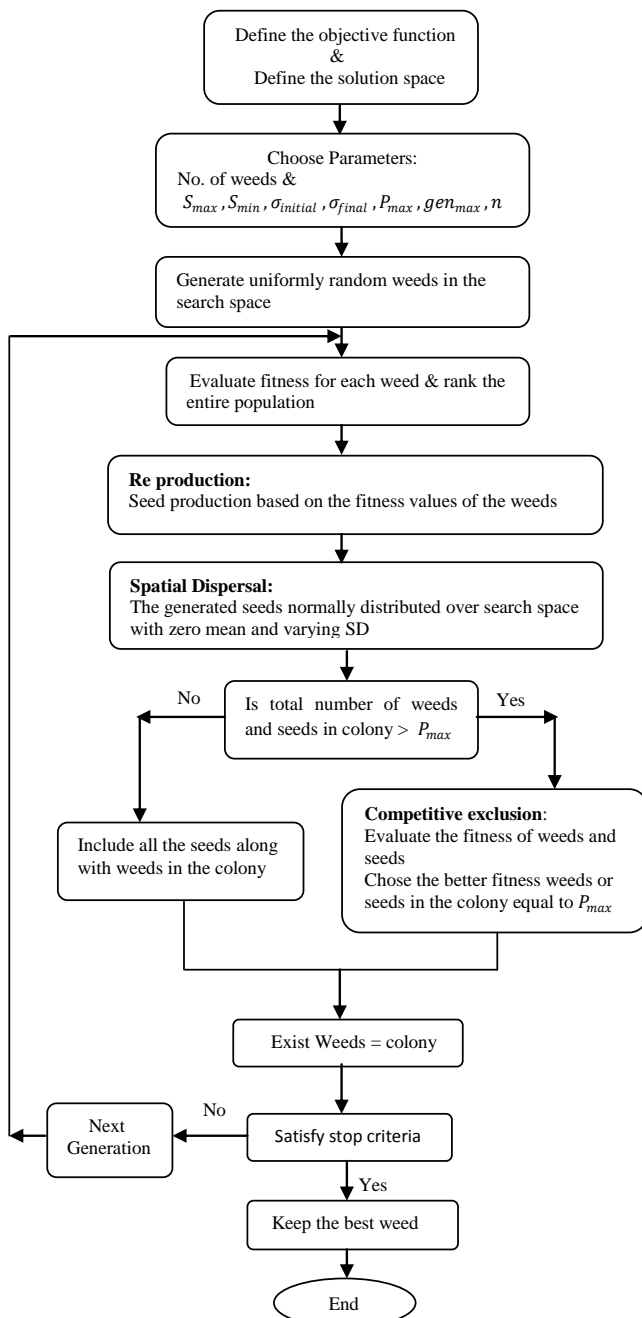 Define the objective function
&
Define the solution space
Choose Parameters:
No. of weeds &
S_max , S_min , σ_initial , σ_final , P_max , gen_max , n
Generate uniformly random weeds in the
search space
Evaluate fitness for each weed & rank the
entire population
Re production:
Seed production based on the fitness values of the weeds
Spatial Dispersal:
The generated seeds normally distributed over search space
with zero mean and varying SD
No
Is total number of weeds
and seeds in colony > P_max
Yes
Include all the seeds along
with weeds in the colony
Competitive exclusion:
Evaluate the fitness of weeds and
seeds
Chose the better fitness weeds or
seeds in the colony equal to P_max
Exist Weeds = colony
Next
Generation
No
Satisfy stop criteria
Yes
Keep the best weed
End